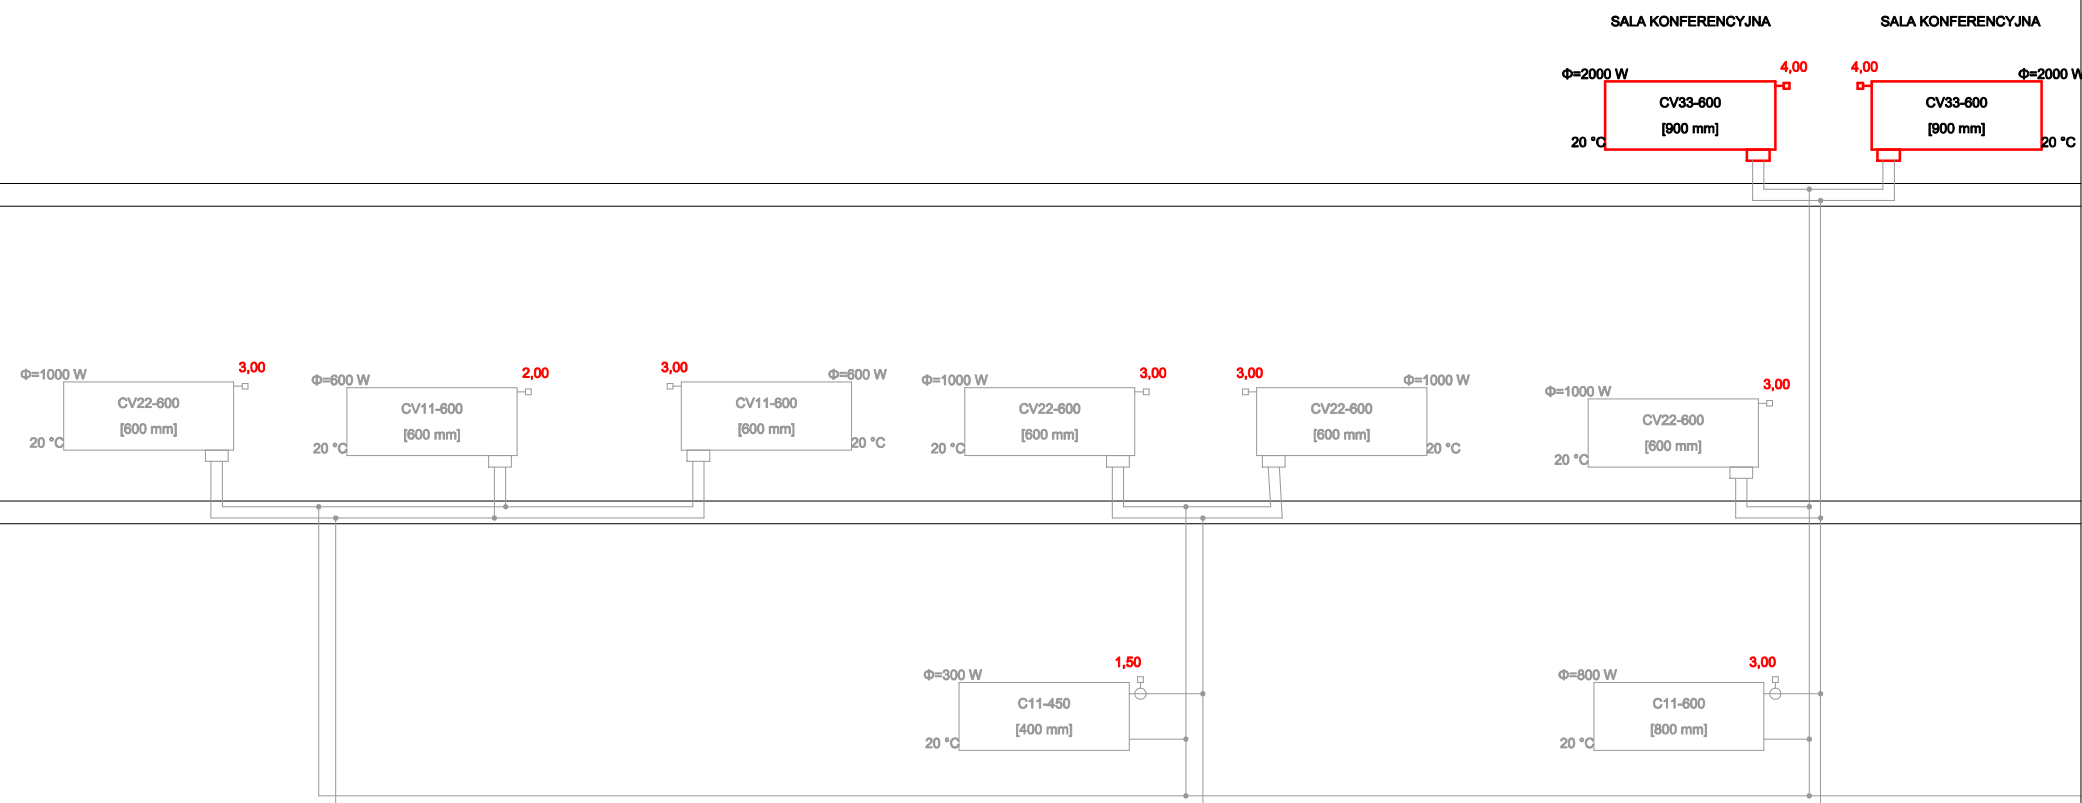 SALA KONFERENCYJNA
SALA KONFERENCYJNA
Φ=2000 W
4,00
CV33-600
[900 mm]
20 °C
4,00
Φ=2000 W
CV33-600
[900 mm]
20 °C
Φ=1000 W
3,00
CV22-600
[600 mm]
20 °C
Φ=600 W
2,00
CV11-600
[600 mm]
20 °C
3,00
Φ=600 W
CV11-600
[600 mm]
20 °C
Φ=1000 W
3,00
CV22-600
[600 mm]
20 °C
3,00
Φ=1000 W
CV22-600
[600 mm]
20 °C
Φ=1000 W
3,00
CV22-600
[600 mm]
20 °C
Φ=300 W
1,50
C11-450
[400 mm]
20 °C
Φ=800 W
3,00
C11-600
[800 mm]
20 °C